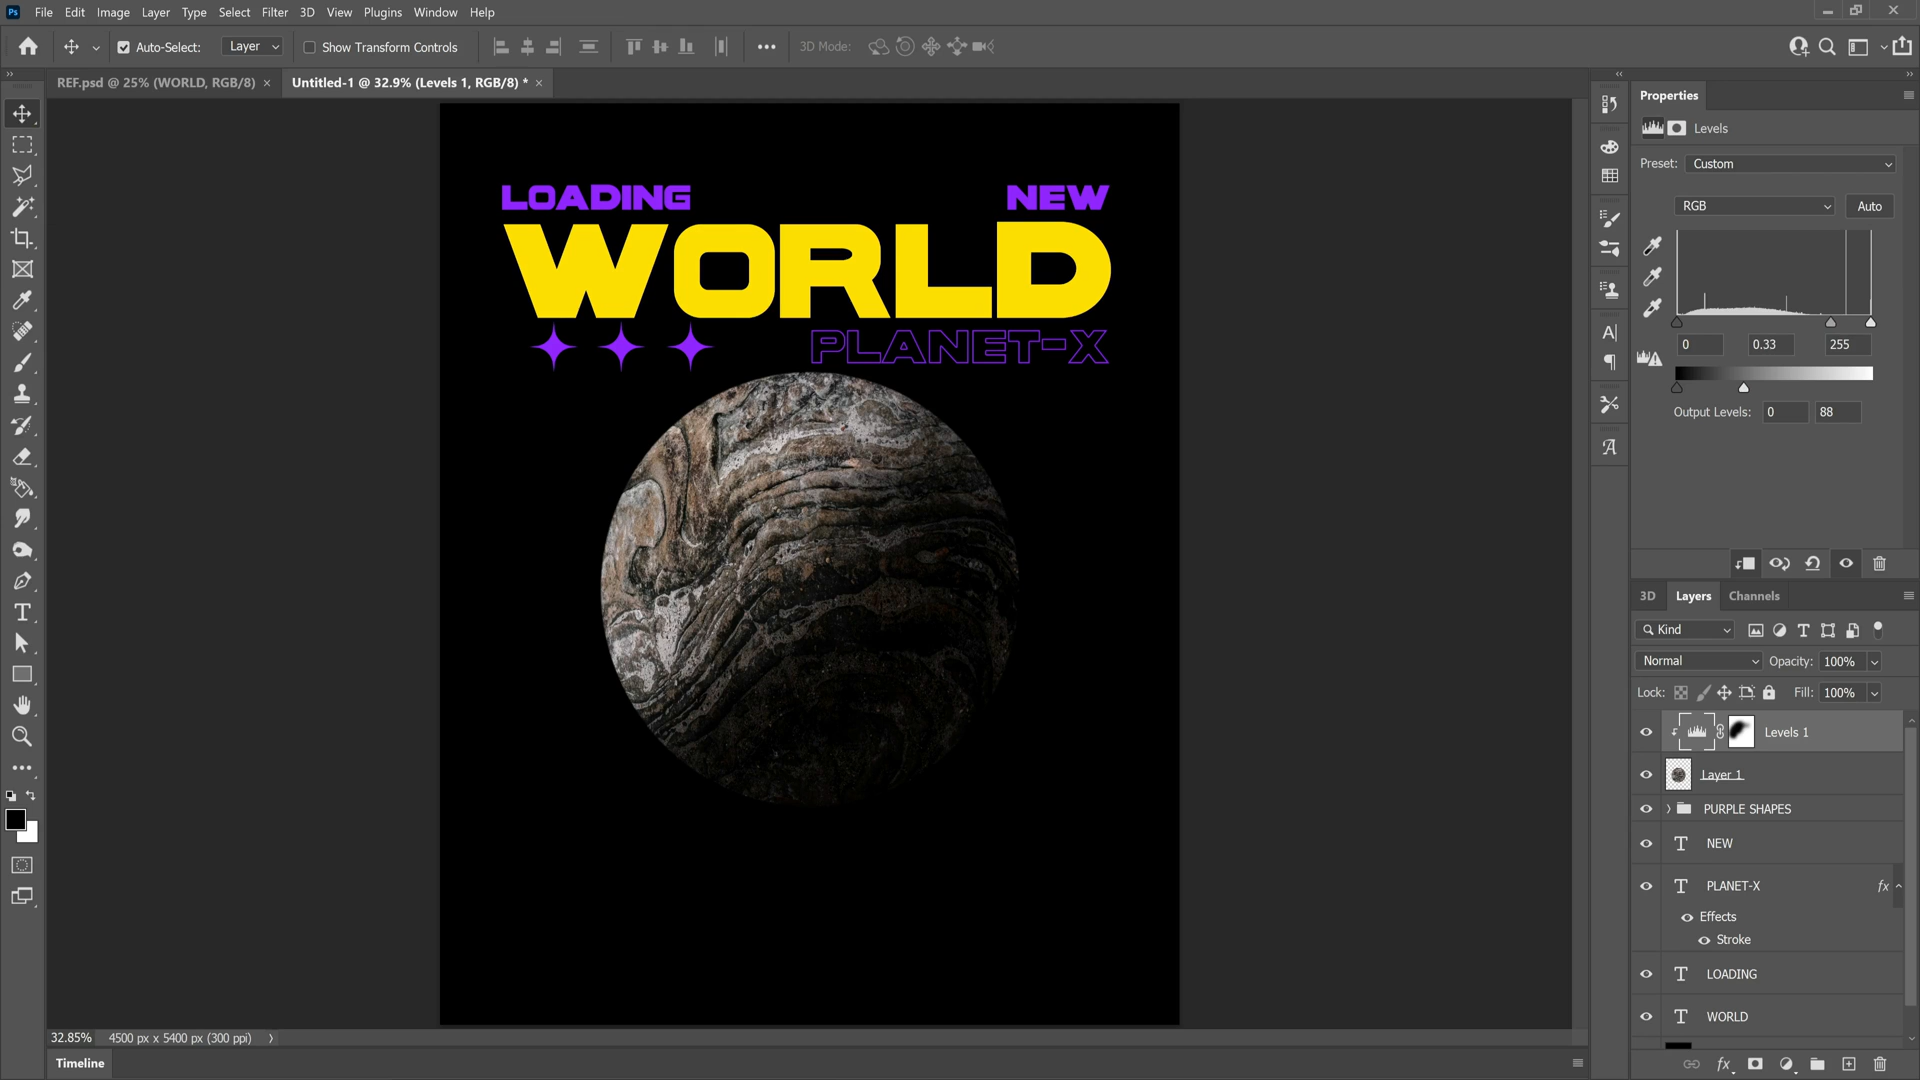 Ps File Edit Image Layer Type Select Filter 3D View Plugins Window Help
Auto-Select: Layer Show Transform Controls 3D Mode:
REF.psd @ 25% (WORLD, RGB/8) × Untitled-1 @ 32.9% (Levels 1, RGB/8) * ×
LOADING NEW
WORLD
PLANET-X
32.85% 4500 px x 5400 px (300 ppi)
Timeline
Properties
Levels
Preset: Custom
RGB Auto
0 0.33 255
Output Levels: 0 88
3D Layers Channels
Kind
Normal Opacity: 100%
Lock: Fill: 100%
Levels 1
Layer 1
PURPLE SHAPES
NEW
PLANET-X fx
Effects
Stroke
LOADING
WORLD
fx